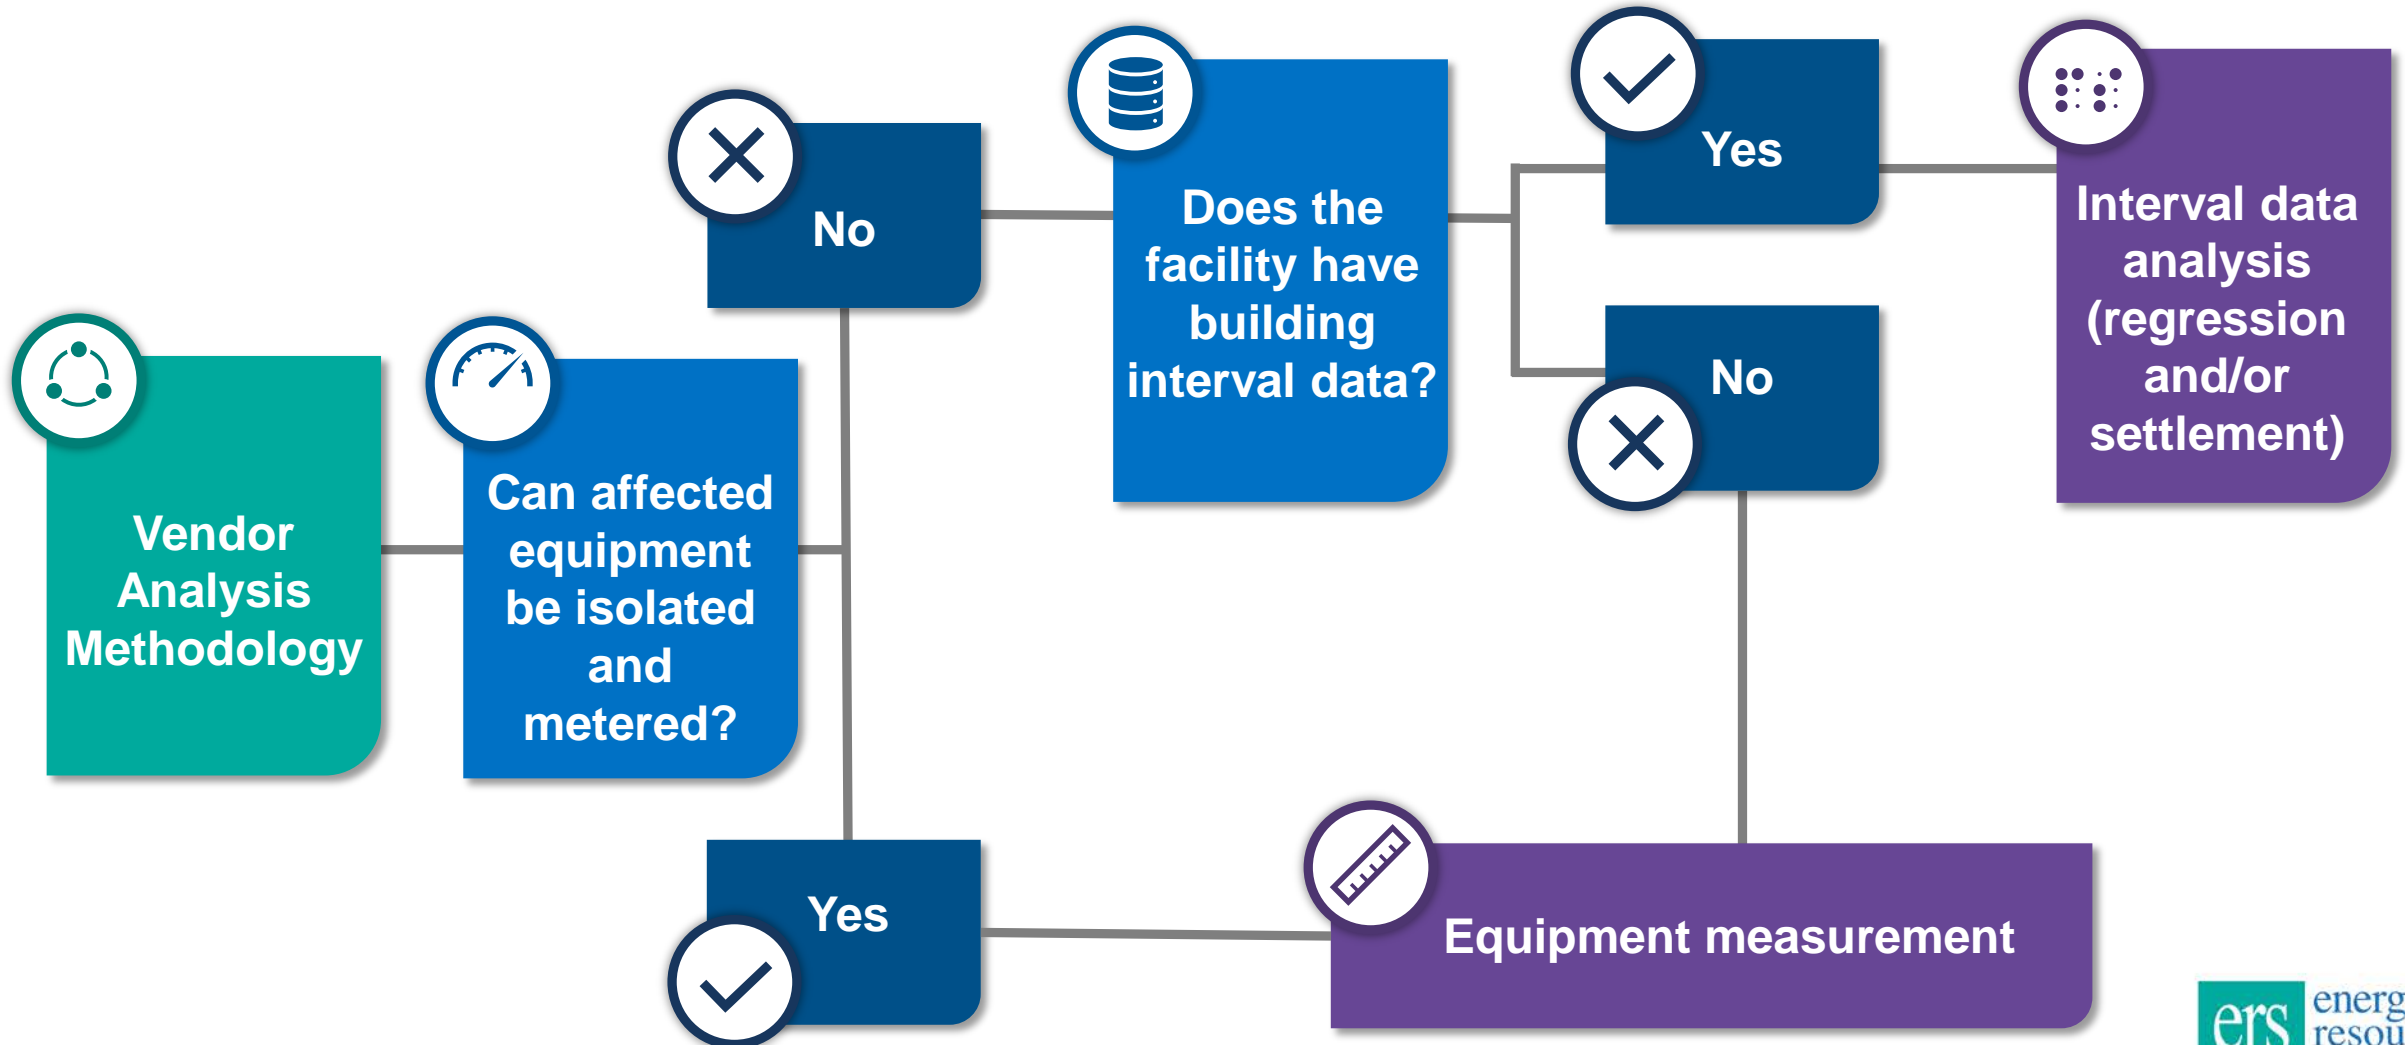 Vendor
Analysis
Methodology
Can affected
equipment
be isolated
and
metered?
No
Yes
Does the
facility have
building
interval data?
Yes
No
Interval data
analysis
(regression
and/or
settlement)
Equipment measurement
ers